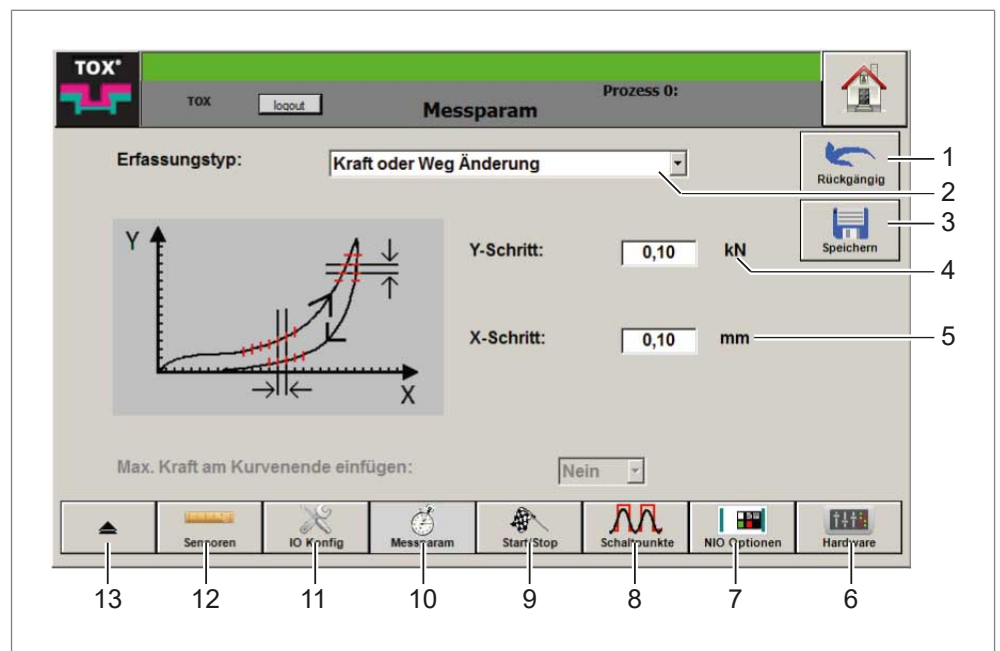 TOX®
TOX
logout
Messparam
Prozess 0:
Erfassungstyp:
Kraft oder Weg Änderung
Rückgängig
1
2
Speichern
3
Y
Y-Schritt:
0,10
kN
4
X-Schritt:
0,10
mm
5
X
Max. Kraft am Kurvenende einfügen:
Nein
Sensoren
IO Konfig
Messparam
Start/Stop
Schaltpunkte
NIO Optionen
Hardware
13
12
11
10
9
8
7
6